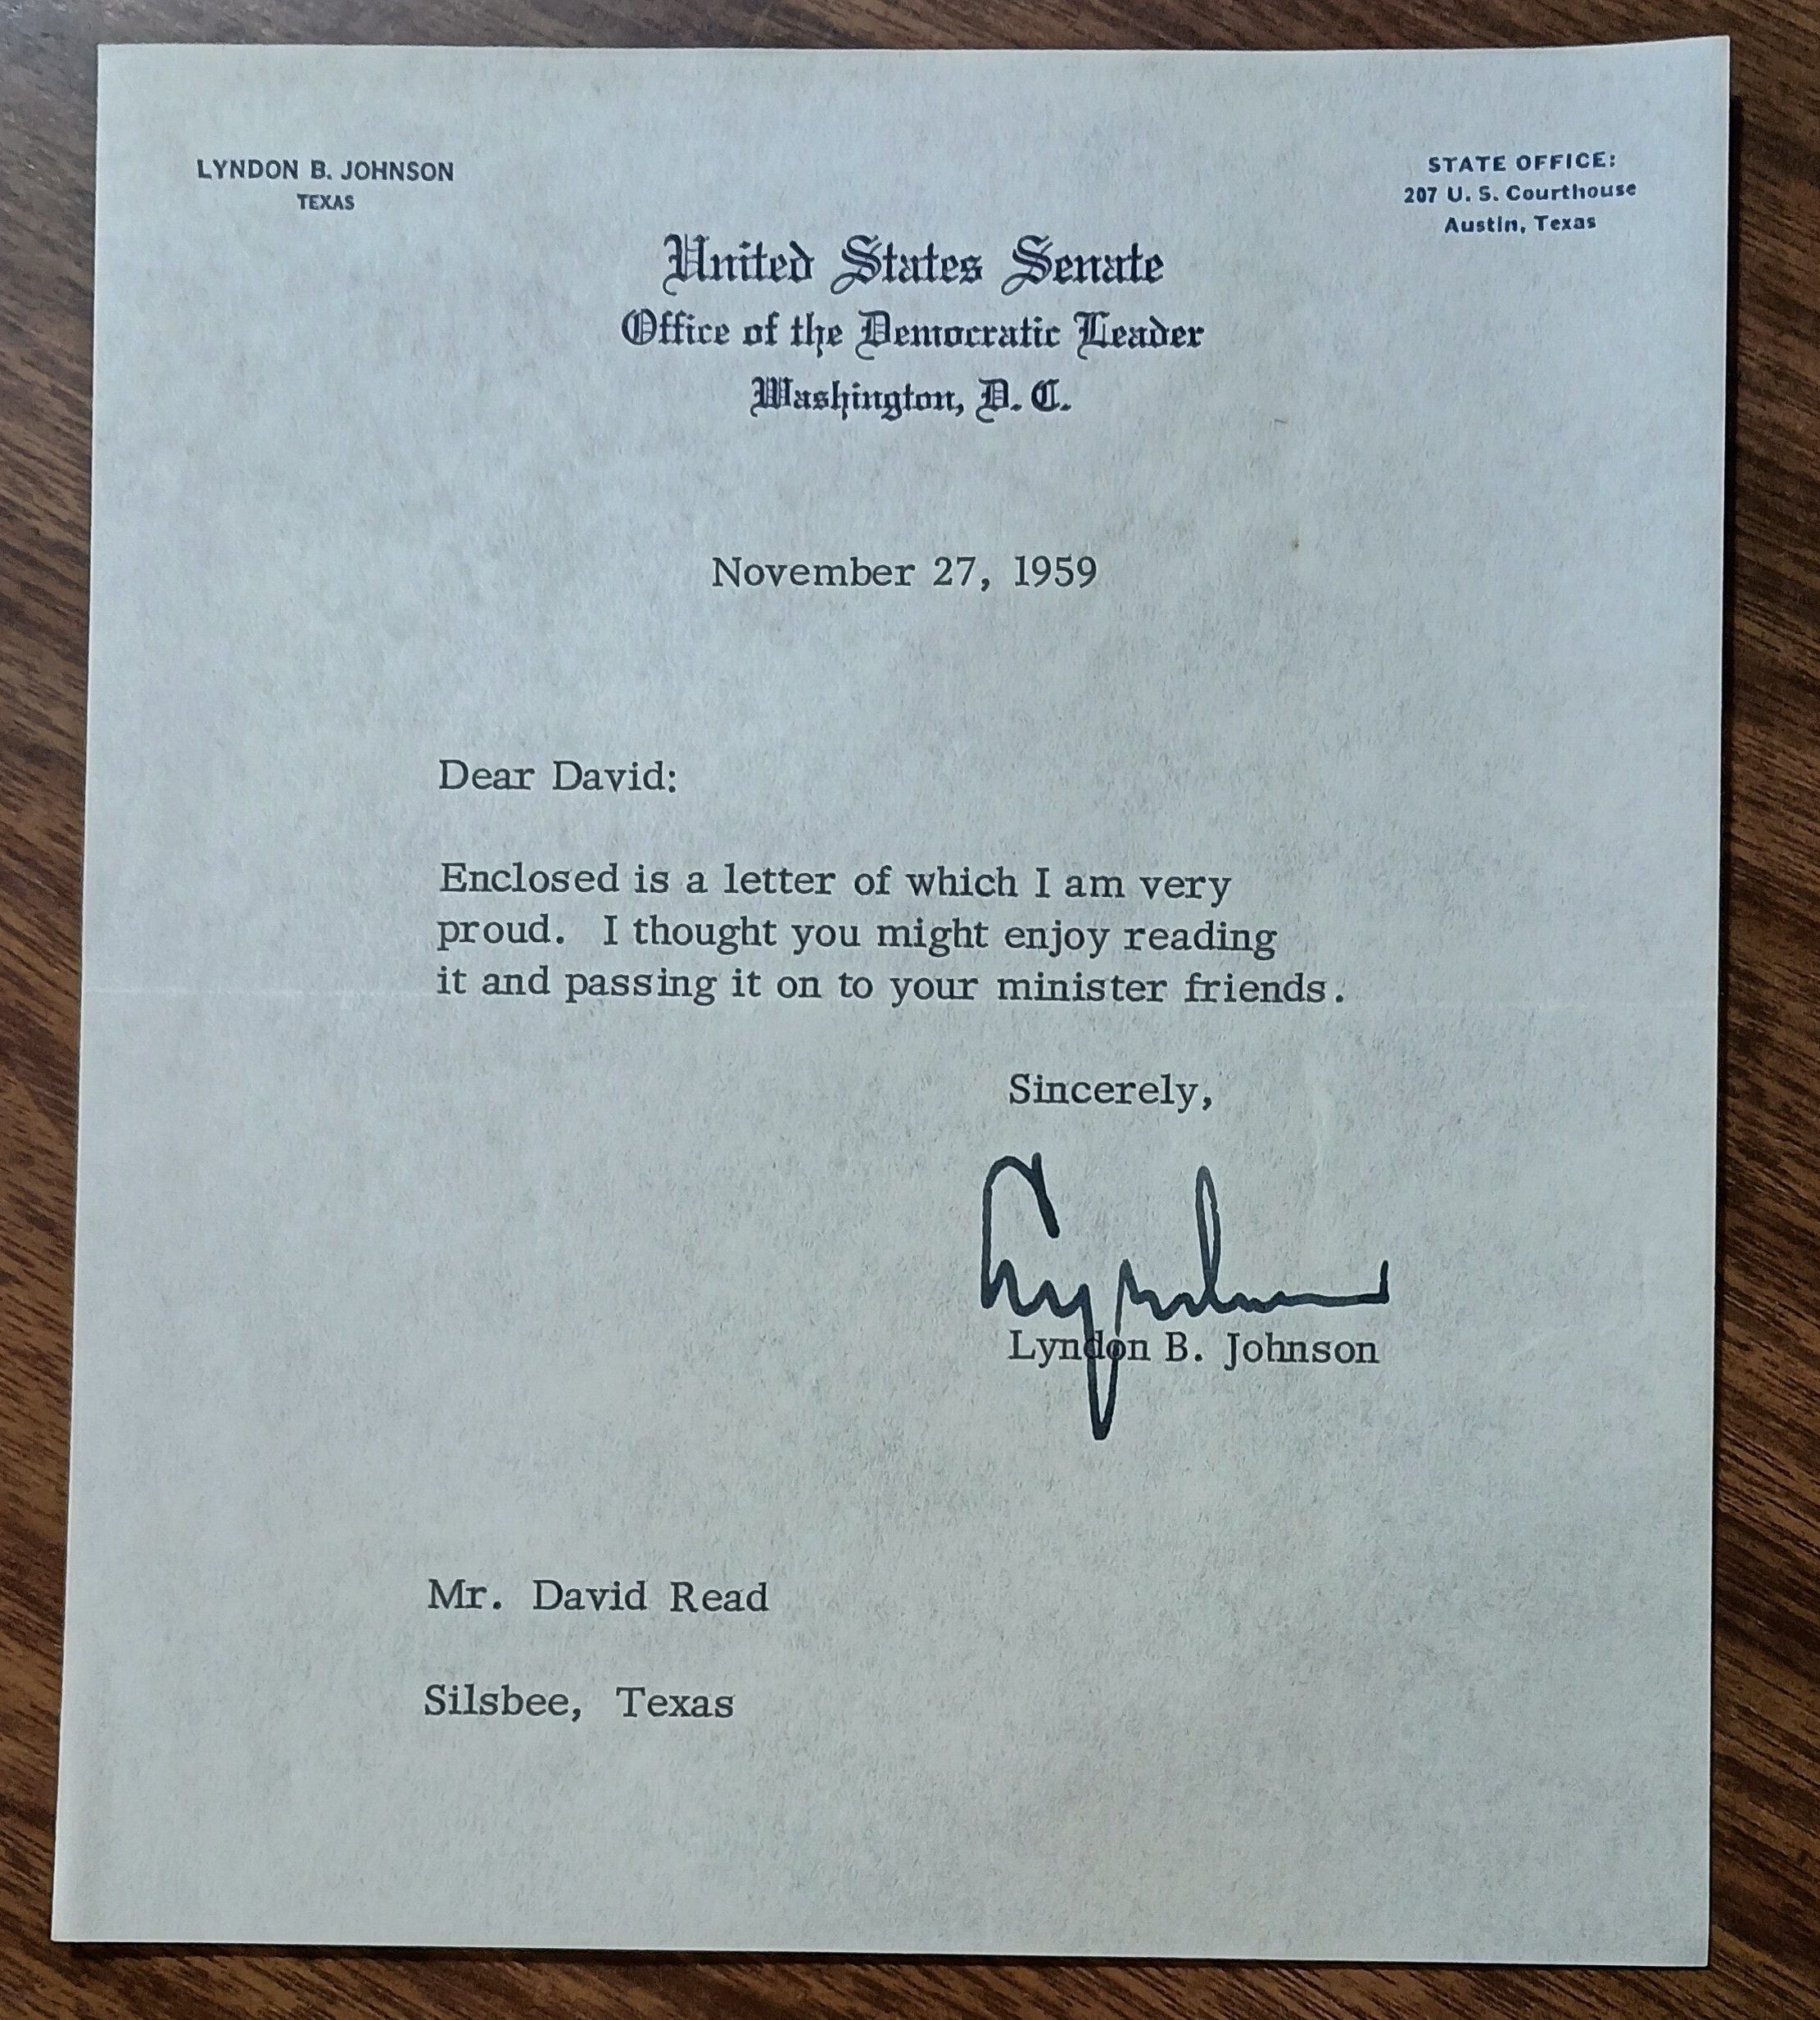 LYNDON B. JOHNSON
TEXAS
STATE OFFICE:
207 U. S. Courthouse
Austin, Texas
United States Senate
Office of the Democratic Leader
Washington, D. C.
November 27, 1959
Dear David:
Enclosed is a letter of which I am very
proud.  I thought you might enjoy reading
it and passing it on to your minister friends.
Sincerely,
Lyndon
Lyndon B. Johnson
Mr. David Read
Silsbee, Texas